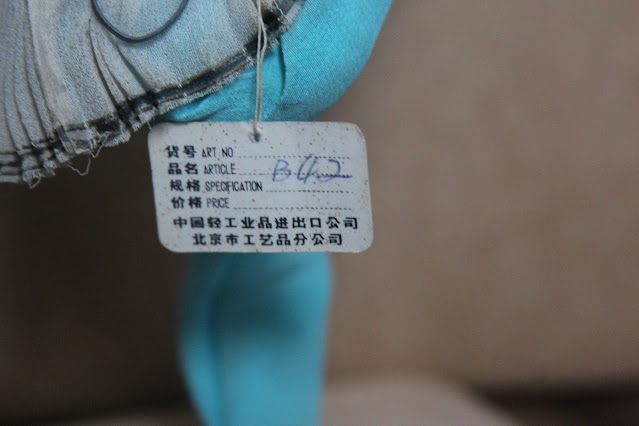 货号 ART. NO
品名 ARTICLE B42
规格 SPECIFICATION
价格 PRICE
中国轻工业品进出口公司
北京市工艺品分公司